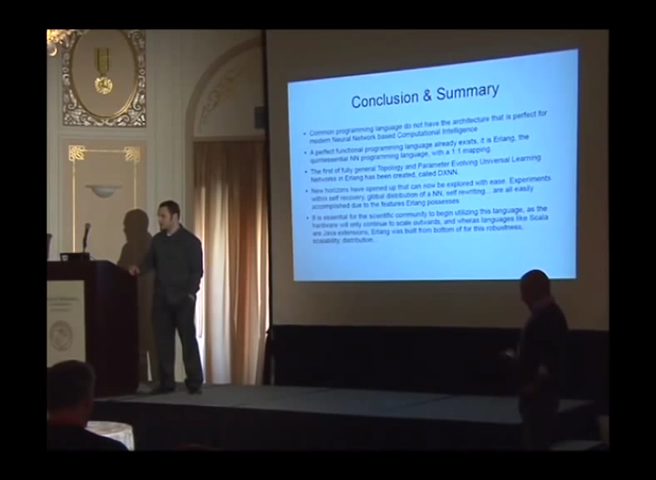 Conclusion & Summary
• Common programming language do not have the architecture that is perfect for
modern Neural Network based Computational Intelligence
• A perfect functional programming language already exists, it is Erlang, the
quintessential NN programming language, with a 1:1 mapping.
• The first of fully general Topology and Parameter Evolving Universal Learning
Networks in Erlang has been created, called DXNN.
• New horizons have opened up that can now be explored with ease. Experiments
within self recovery, global distribution of a NN, self rewriting... are all easily
accomplished due to the features Erlang possesses.
• It is essential for the scientific community to begin utilizing this language, as the
hardware will only continue to scale outwards, and wheras languages like Scala
are Java extensions, Erlang was built from bottom of for this robustness,
scalability, distribution...